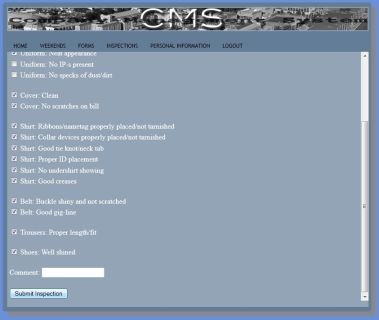 CMS
HOME WEEKENDS FORMS INSPECTIONS PERSONAL INFORMATION LOGOUT
Uniform: Neat appearance
Uniform: No IP-s present
Uniform: No specks of dust/dirt
Cover: Clean
Cover: No scratches on bill
Shirt: Ribbons/nametag properly placed/not tarnished
Shirt: Collar devices properly placed/not tarnished
Shirt: Good tie knot/neck tab
Shirt: Proper ID placement
Shirt: No undershirt showing
Shirt: Good creases
Belt: Buckle shiny and not scratched
Belt: Good gig-line
Trousers: Proper length/fit
Shoes: Well shined
Comment:
Submit Inspection